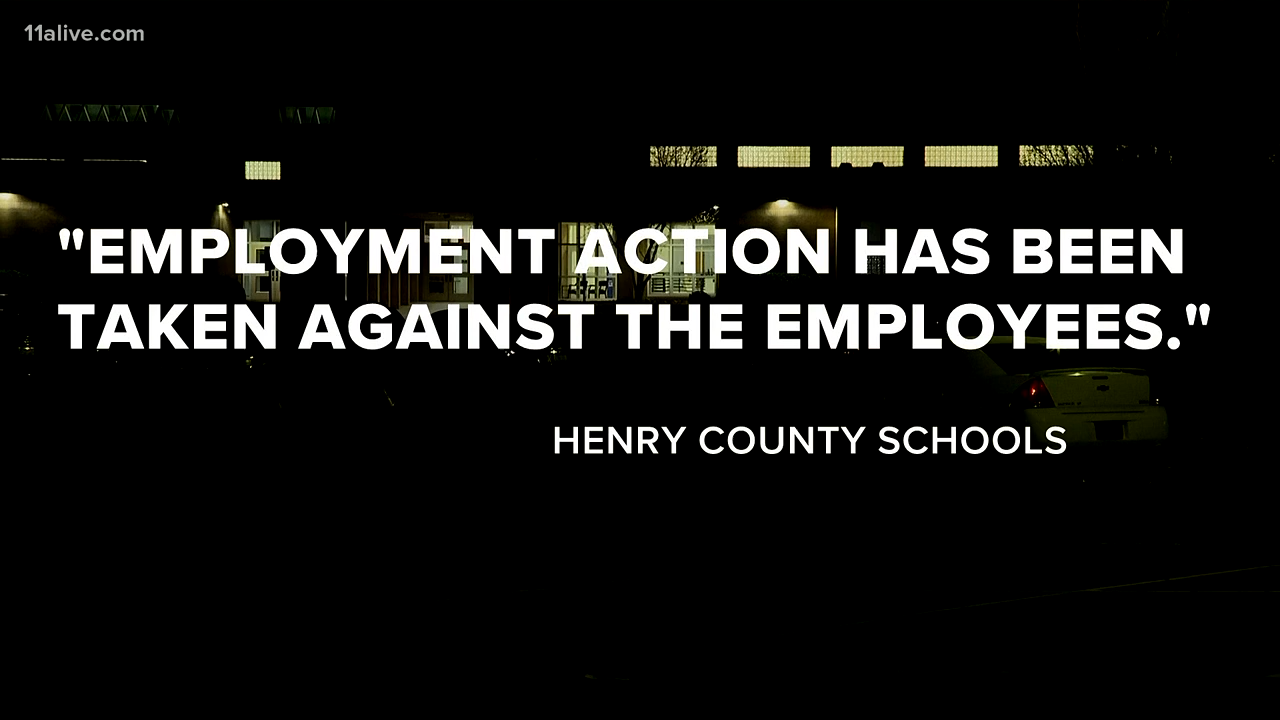 11alive.com
"EMPLOYMENT ACTION HAS BEEN
TAKEN AGAINST THE EMPLOYEES."
HENRY COUNTY SCHOOLS